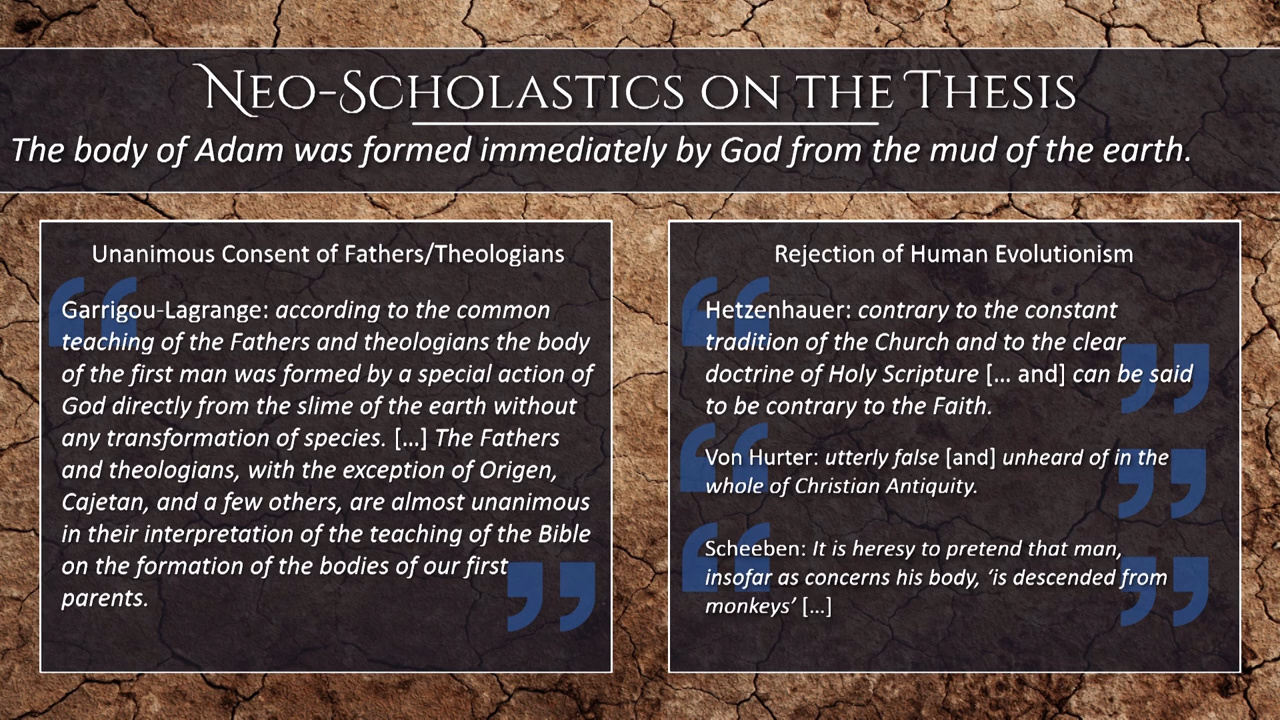 Neo-Scholastics on the Thesis
The body of Adam was formed immediately by God from the mud of the earth.
Unanimous Consent of Fathers/Theologians
Garrigou-Lagrange: according to the common
teaching of the Fathers and theologians the body
of the first man was formed by a special action of
God directly from the slime of the earth without
any transformation of species. [...] The Fathers
and theologians, with the exception of Origen,
Cajetan, and a few others, are almost unanimous
in their interpretation of the teaching of the Bible
on the formation of the bodies of our first
parents.
Rejection of Human Evolutionism
Hetzenhauer: contrary to the constant
tradition of the Church and to the clear
doctrine of Holy Scripture [... and] can be said
to be contrary to the Faith.
Von Hurter: utterly false [and] unheard of in the
whole of Christian Antiquity.
Scheeben: It is heresy to pretend that man,
insofar as concerns his body, ‘is descended from
monkeys’ [...]